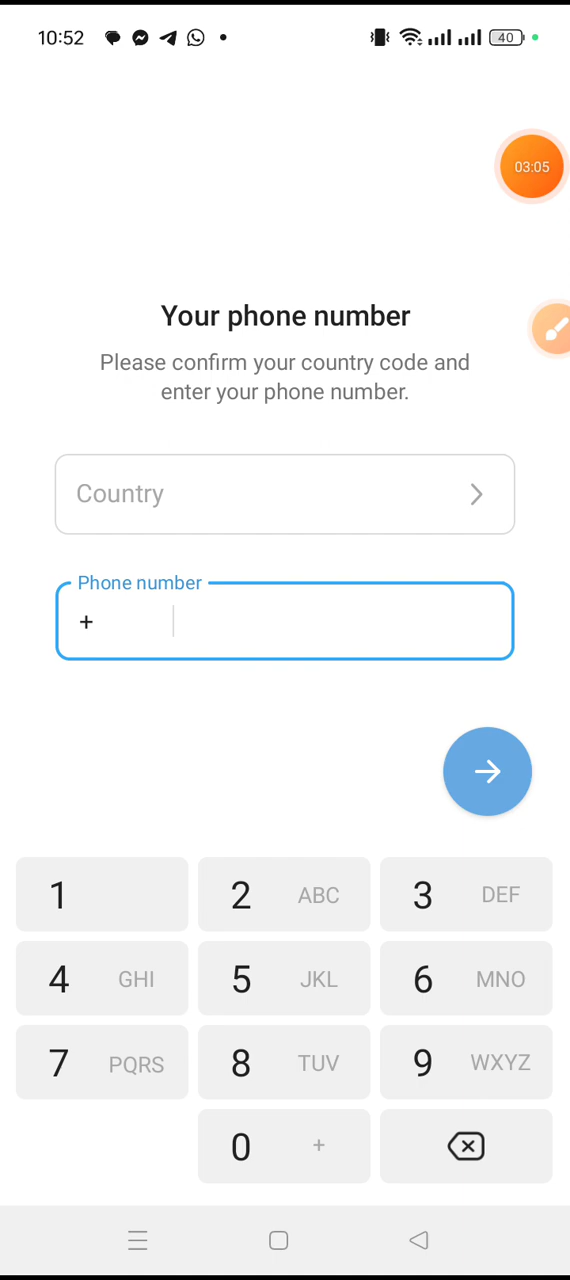 10:52
40
03:05
Your phone number
Please confirm your country code and
enter your phone number.
Country
Phone number
+
1
2 ABC
3 DEF
4 GHI
5 JKL
6 MNO
7 PQRS
8 TUV
9 WXYZ
0 +